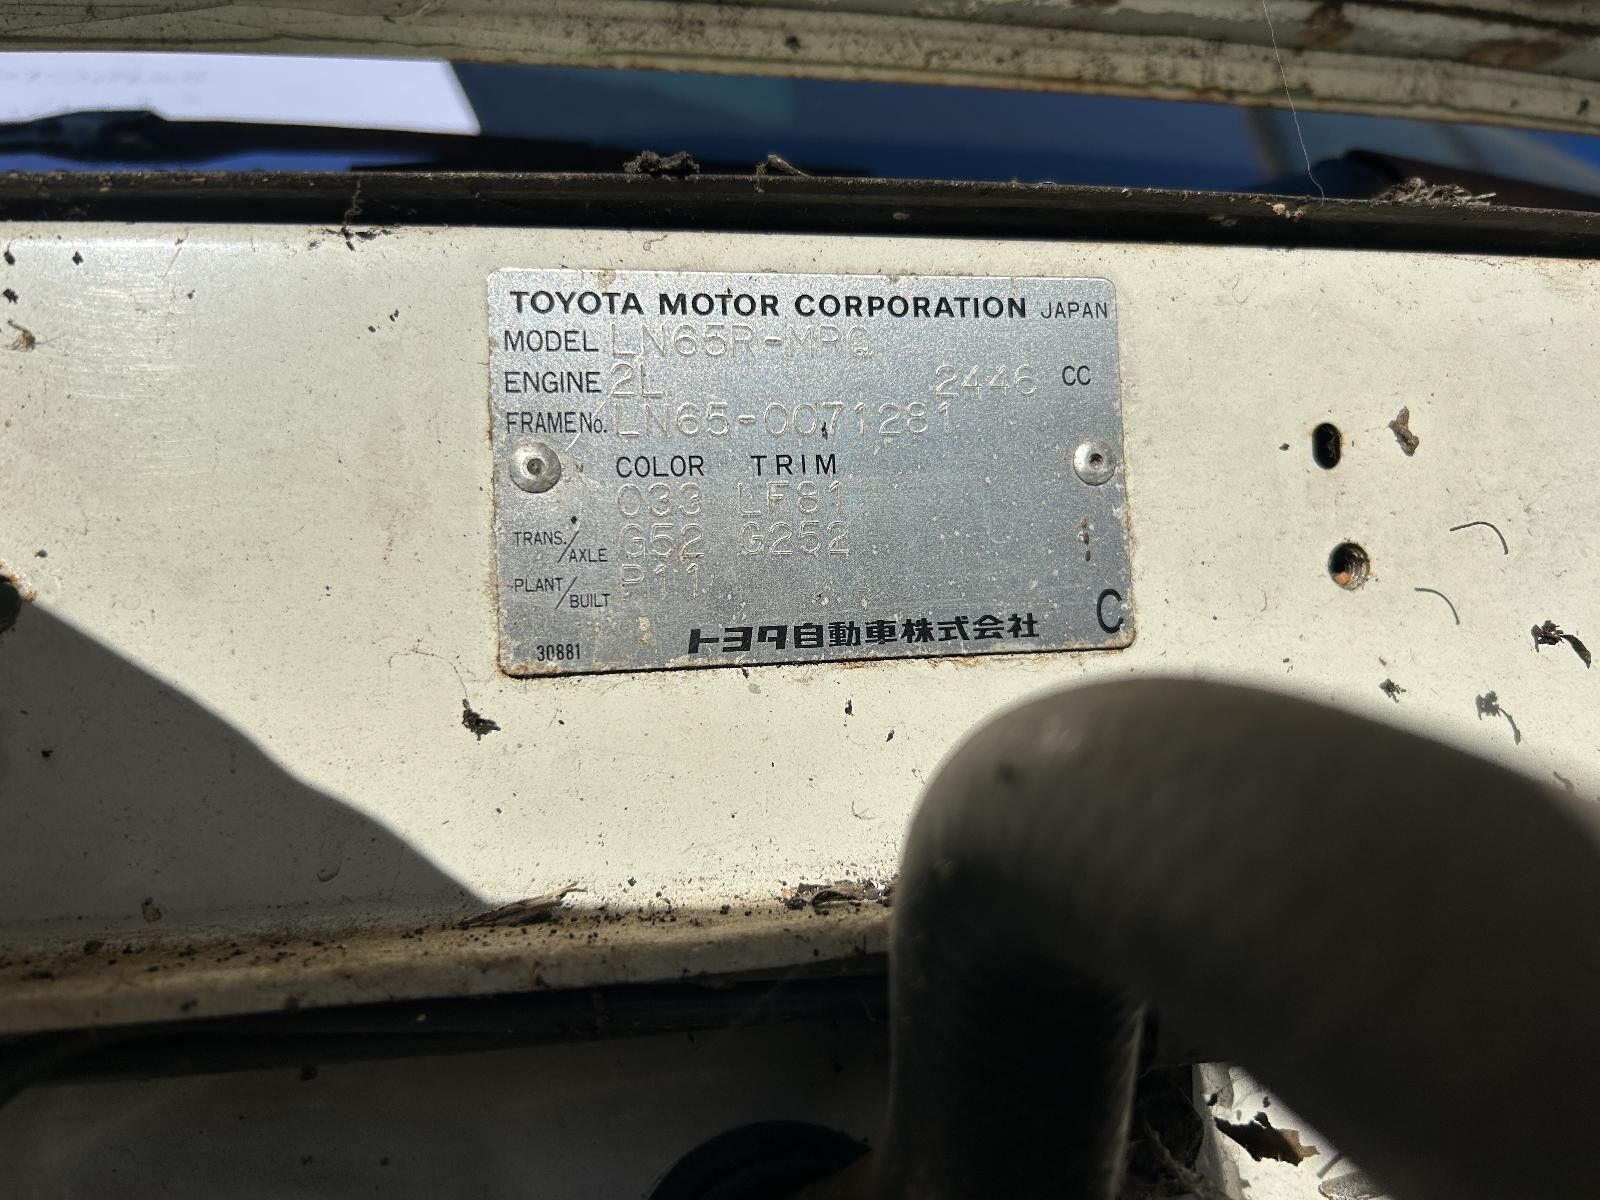 TOYOTA MOTOR CORPORATION JAPAN
MODEL LN65R-MRQ
ENGINE 2L 2446 CC
FRAME No. LN65-0071281
COLOR TRIM
033 LF81
TRANS./AXLE G52 G252
PLANT/BUILT P11
30881 トヨタ自動車株式会社 C